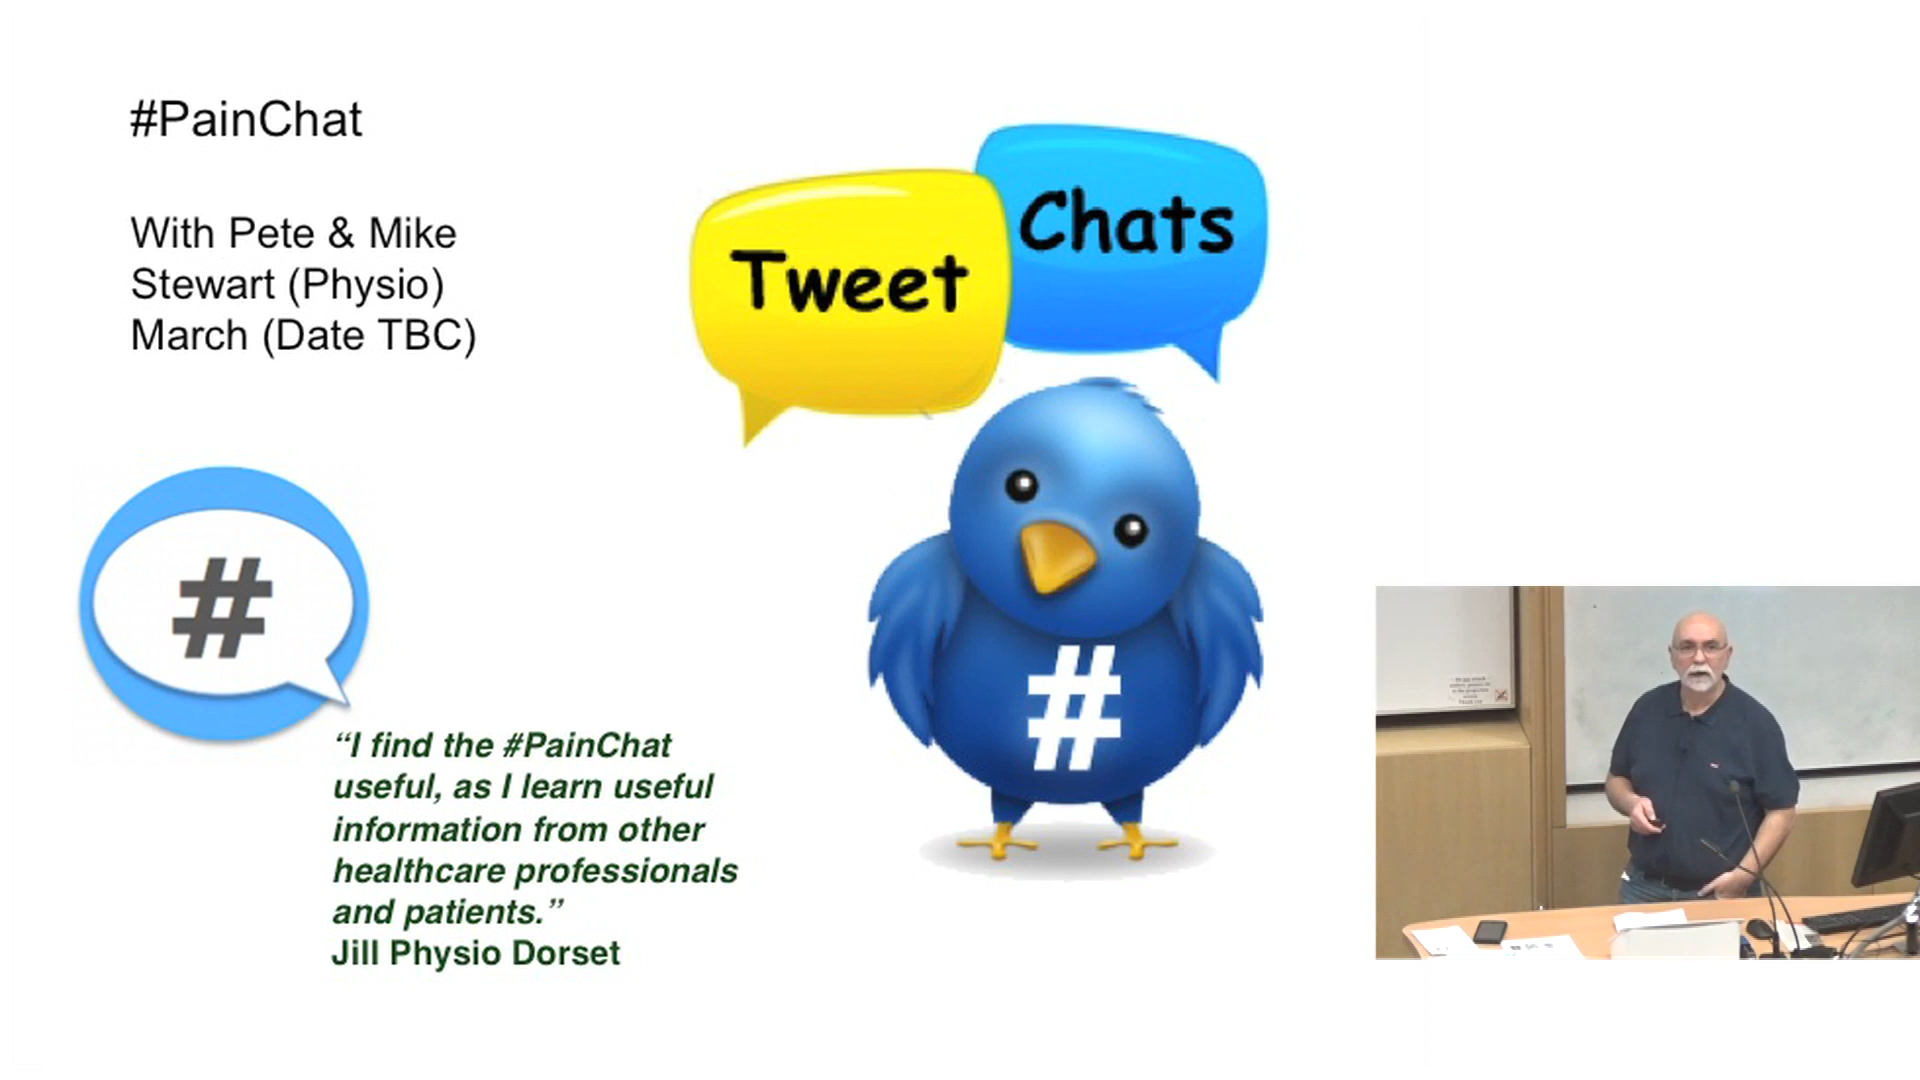 #PainChat
With Pete & Mike
Stewart (Physio)
March (Date TBC)
Tweet
Chats
#
#
“I find the #PainChat
useful, as I learn useful
information from other
healthcare professionals
and patients.”
Jill Physio Dorset